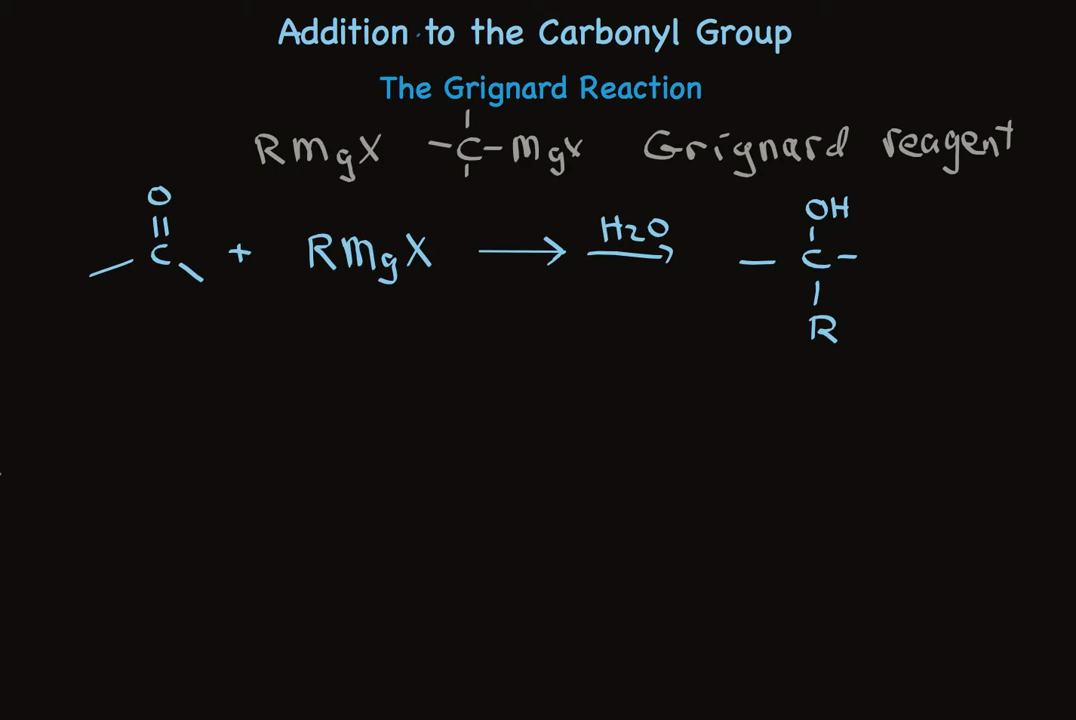 Addition to the Carbonyl Group
The Grignard Reaction
RMgX -C-Mgx Grignard reagent
O
OH
C + RMgX → H2O → - C -
R